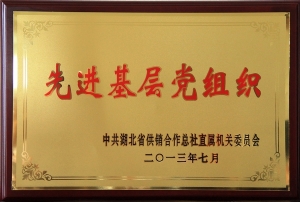 先进基层党组织
中共湖北省供销合作总社直属机关委员会
二〇一三年七月